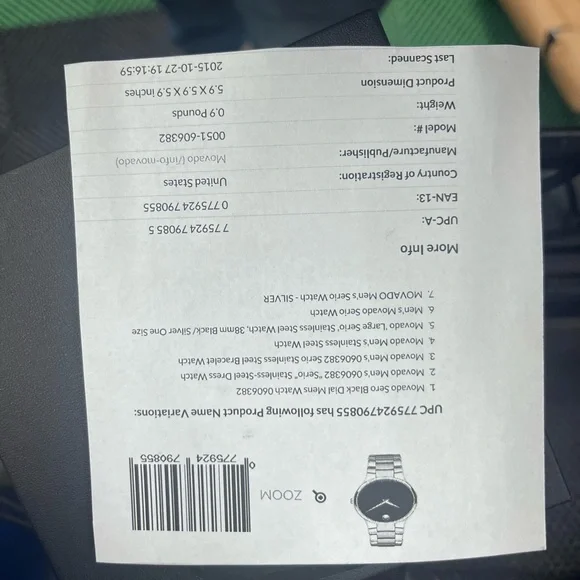 ZOOM
0 775924 790855
UPC 775924790855 has following Product Name Variations:
1. Movado Sero Black Dial Mens Watch 0606382
2. Movado Men's 0606382 "Serio" Stainless-Steel Dress Watch
3. Movado Men's 0606382 Serio Stainless Steel Bracelet Watch
4. Movado Men's Stainless Steel Watch
5. Movado 'Large Serio' Stainless Steel Watch, 38mm Black/ Silver One Size
6. Men's Movado Serio Watch
7. MOVADO Men's Serio Watch - SILVER
More Info
UPC-A: 7 75924 79085 5
EAN-13: 0 775924 790855
Country of Registration: United States
Manufacture/Publisher: Movado (/info-movado)
Model #: 0051-606382
Weight: 0.9 Pounds
Product Dimension 5.9 X 5.9 X 5.9 inches
Last Scanned: 2015-10-27 19:16:59